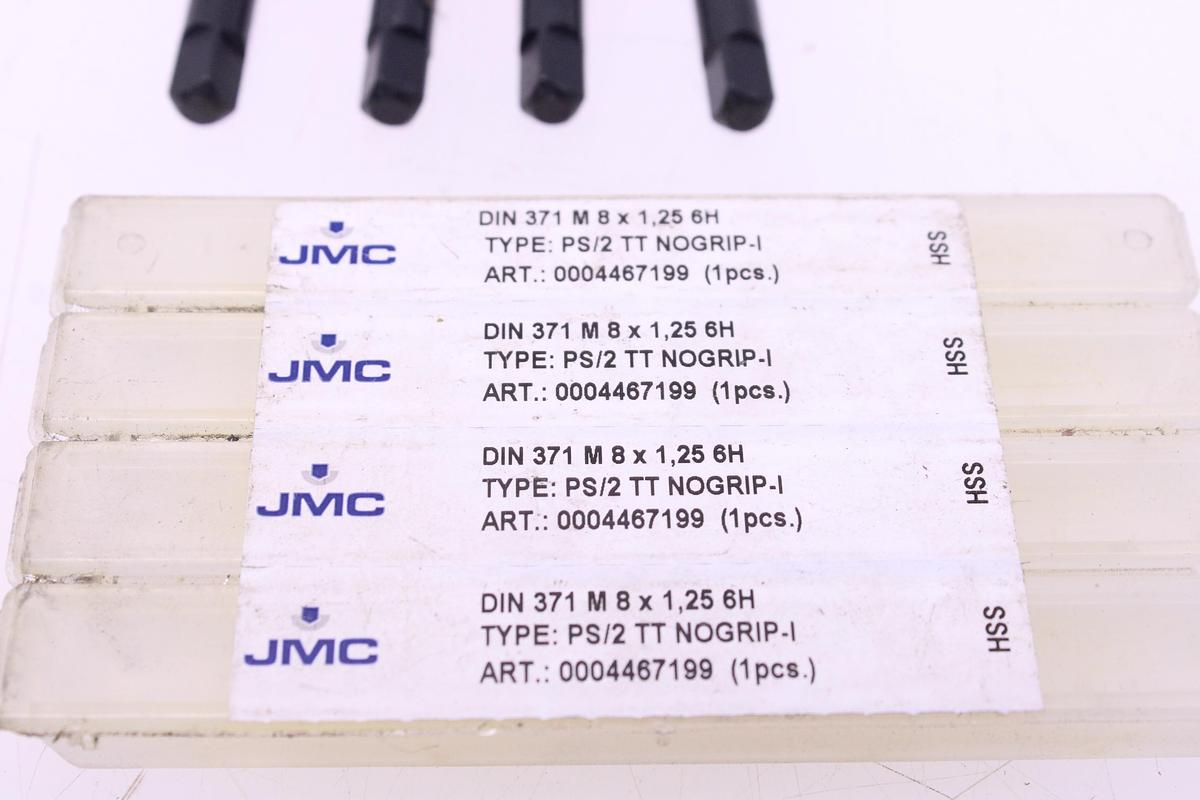 JMC
DIN 371 M 8 x 1,25 6H
TYPE: PS/2 TT NOGRIP-I
ART.: 0004467199 (1pcs.)
HSS
JMC
DIN 371 M 8 x 1,25 6H
TYPE: PS/2 TT NOGRIP-I
ART.: 0004467199 (1pcs.)
HSS
JMC
DIN 371 M 8 x 1,25 6H
TYPE: PS/2 TT NOGRIP-I
ART.: 0004467199 (1pcs.)
HSS
JMC
DIN 371 M 8 x 1,25 6H
TYPE: PS/2 TT NOGRIP-I
ART.: 0004467199 (1pcs.)
HSS